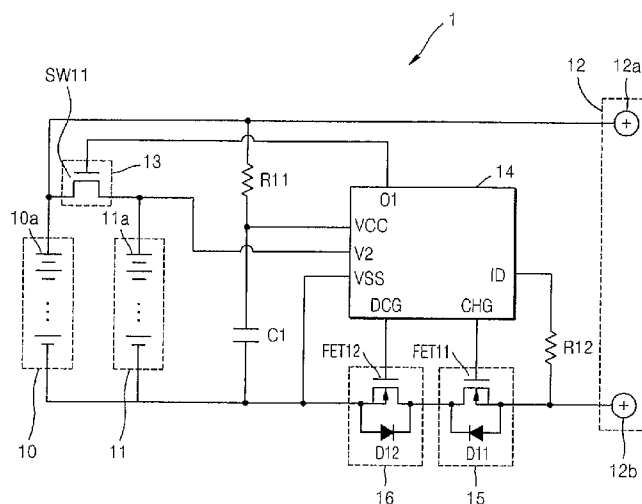 1
SW11
12
12a
+
13
14
R11
O1
10a
11a
VCC
V2
VSS
ID
DCG
CHG
C1
FET12
FET11
R12
+
10
11
D12
D11
12b
16
15